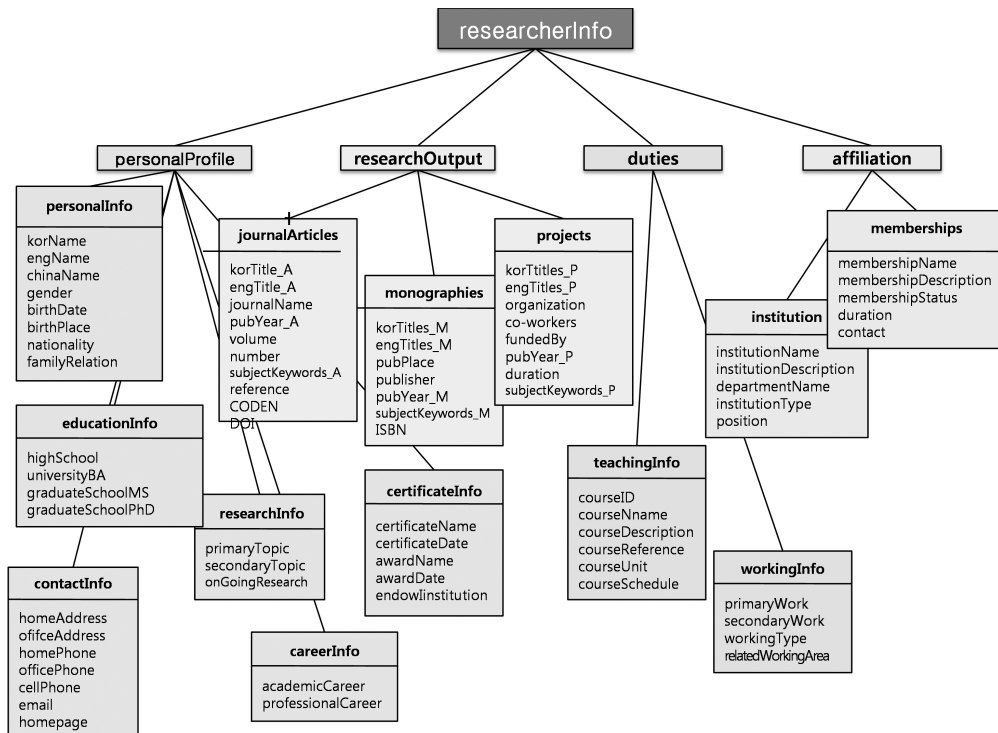 researcherInfo
personalProfile
researchOutput
duties
affiliation
personalInfo
korName
engName
chinaName
gender
birthDate
birthPlace
nationality
familyRelation
journalArticles
korTitle_A
engTitle_A
journalName
pubYear_A
volume
number
subjectKeywords_A
reference
CODEN
DOI
monographies
korTitles_M
engTitles_M
pubPlace
publisher
pubYear_M
subjectKeywords_M
ISBN
projects
korTtitles_P
engTitles_P
organization
co-workers
fundedBy
pubYear_P
duration
subjectKeywords_P
institution
institutionName
institutionDescription
departmentName
institutionType
position
memberships
membershipName
membershipDescription
membershipStatus
duration
contact
educationInfo
highSchool
universityBA
graduateSchoolMS
graduateSchoolPhD
researchInfo
primaryTopic
secondaryTopic
onGoingResearch
certificateInfo
certificateName
certificateDate
awardName
awardDate
endowIinstitution
teachingInfo
courseID
courseNname
courseDescription
courseReference
courseUnit
courseSchedule
workingInfo
primaryWork
secondaryWork
workingType
relatedWorkingArea
contactInfo
homeAddress
ofifceAddress
homePhone
officePhone
cellPhone
email
homepage
careerInfo
academicCareer
professionalCareer